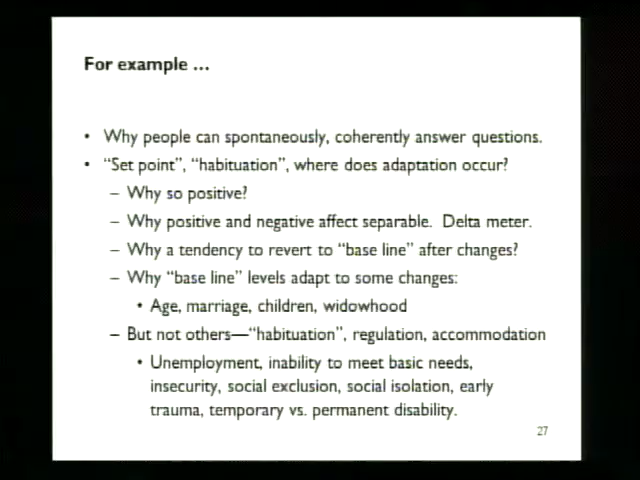 For example ...
• Why people can spontaneously, coherently answer questions.
• “Set point”, “habituation”, where does adaptation occur?
– Why so positive?
– Why positive and negative affect separable. Delta meter.
– Why a tendency to revert to “base line” after changes?
– Why “base line” levels adapt to some changes:
• Age, marriage, children, widowhood
– But not others—“habituation”, regulation, accommodation
• Unemployment, inability to meet basic needs,
insecurity, social exclusion, social isolation, early
trauma, temporary vs. permanent disability.
27